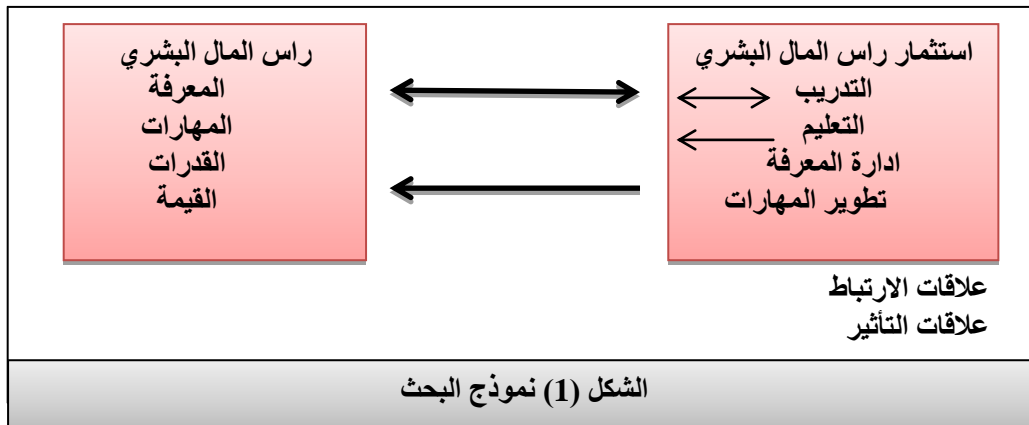 استثمار راس المال البشري
التدريب
التعليم
ادارة المعرفة
تطوير المهارات
راس المال البشري
المعرفة
المهارات
القدرات
القيمة
علاقات الارتباط
علاقات التأثير
الشكل (1) نموذج البحث